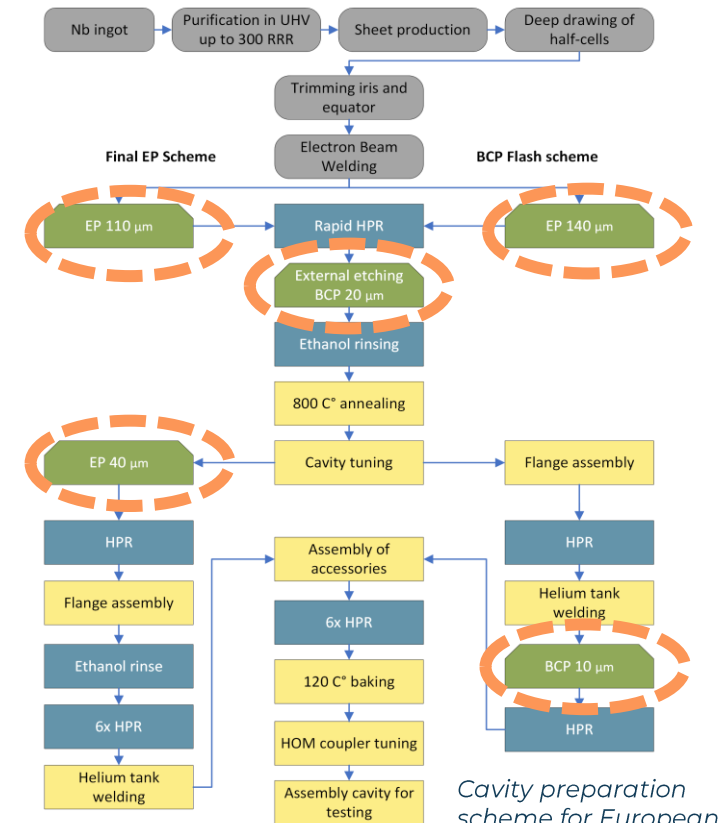 Nb ingot
Purification in UHV
up to 300 RRR
Sheet production
Deep drawing of
half-cells
Trimming iris and
equator
Final EP Scheme
Electron Beam
Welding
BCP Flash scheme
EP 110 μm
Rapid HPR
EP 140 μm
External etching
BCP 20 μm
Ethanol rinsing
800 C° annealing
EP 40 μm
Cavity tuning
Flange assembly
HPR
Flange assembly
Ethanol rinse
6x HPR
Helium tank
welding
Assembly of
accessories
6x HPR
120 C° baking
HOM coupler tuning
Assembly cavity for
testing
HPR
Helium tank
welding
BCP 10 μm
HPR
Cavity preparation
scheme for European